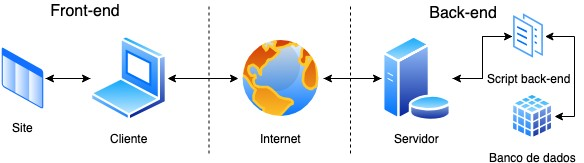 Front-end
Back-end
Site
Cliente
Internet
Servidor
Script back-end
Banco de dados